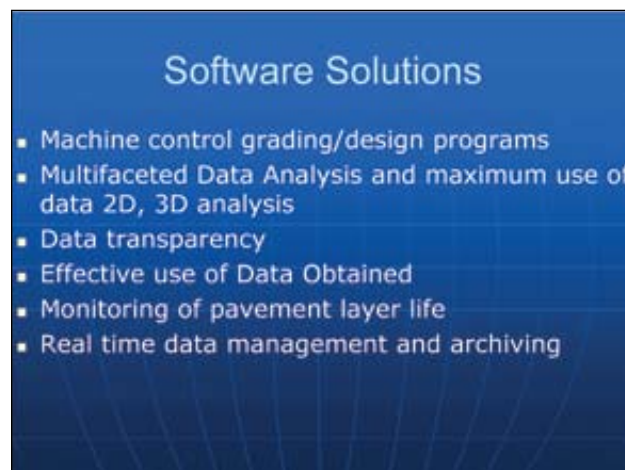 Software Solutions
Machine control grading/design programs
Multifaceted Data Analysis and maximum use of
data 2D, 3D analysis
Data transparency
Effective use of Data Obtained
Monitoring of pavement layer life
Real time data management and archiving